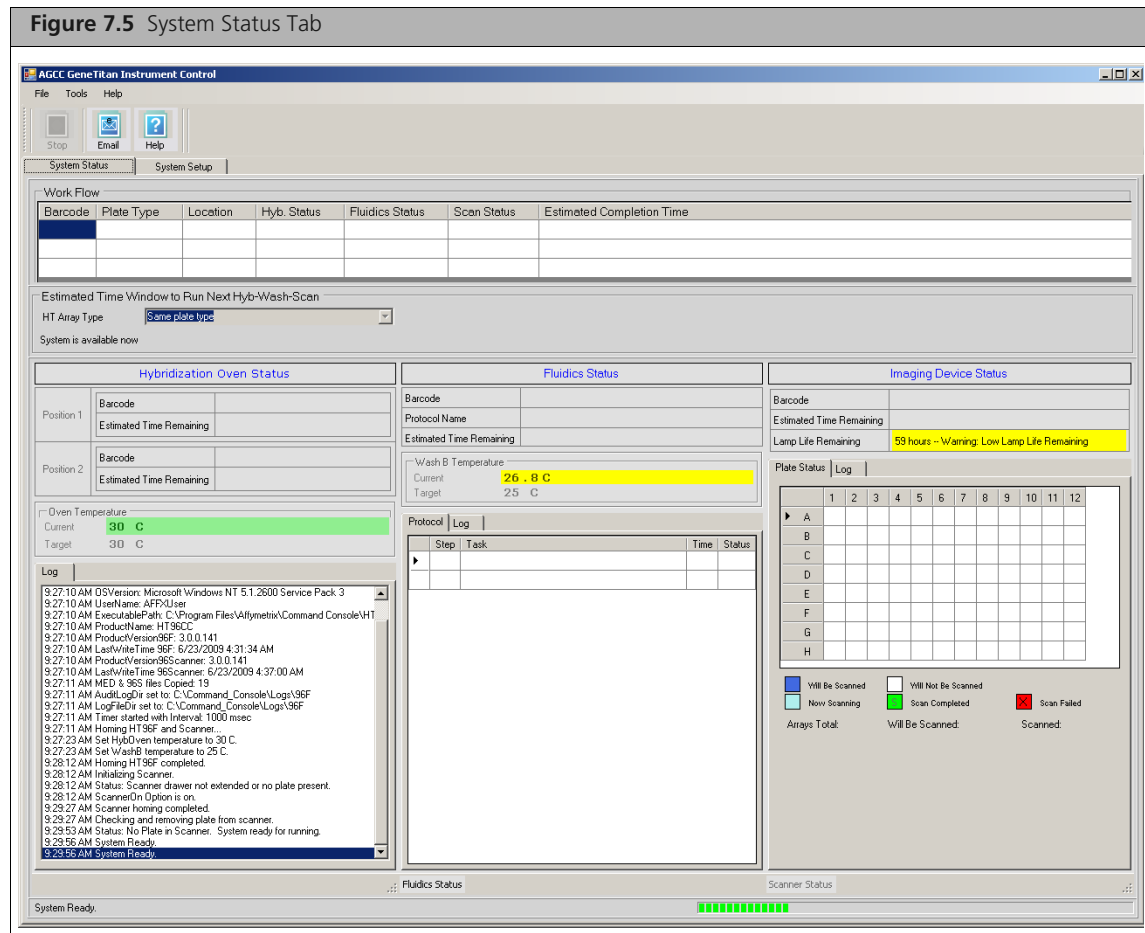 Figure 7.5 System Status Tab
AGCC GeneTitan Instrument Control
File Tools Help
Stop Email Help
System Status System Setup
Work Flow
Barcode Plate Type Location Hyb. Status Fluidics Status Scan Status Estimated Completion Time
Estimated Time Window to Run Next Hyb-Wash-Scan
HT Array Type Same plate type
System is available now
Hybridization Oven Status
Position 1
Barcode
Estimated Time Remaining
Position 2
Barcode
Estimated Time Remaining
Oven Temperature
Current 30 C
Target 30 C
Log
9:27:10 AM OSVersion: Microsoft Windows NT 5.1.2600 Service Pack 3
9:27:10 AM UserName: AFFXUser
9:27:10 AM ExecutablePath: C:\Program Files\Affymetrix\Command Console\HT
9:27:10 AM ProductName: HT96CC
9:27:10 AM ProductVersion96F: 3.0.0.141
9:27:10 AM LastWriteTime 96F: 6/23/2009 4:31:34 AM
9:27:10 AM ProductVersion96Scanner: 3.0.0.141
9:27:10 AM LastWriteTime 96Scanner: 6/23/2009 4:37:00 AM
9:27:11 AM MED & 96S files Copied: 19
9:27:11 AM AuditLogDir set to: C:\Command_Console\Logs\96F
9:27:11 AM LogFileDir set to: C:\Command_Console\Logs\96F
9:27:11 AM Timer started with Interval: 1000 msec
9:27:11 AM Homing HT96F and Scanner...
9:27:23 AM Set HybOven temperature to 30 C.
9:27:23 AM Set WashB temperature to 25 C.
9:28:12 AM Homing HT96F completed.
9:28:12 AM Initializing Scanner.
9:28:12 AM Status: Scanner drawer not extended or no plate present.
9:28:12 AM ScannerOn Option is on.
9:29:27 AM Scanner homing completed.
9:29:27 AM Checking and removing plate from scanner.
9:29:53 AM Status: No Plate in Scanner. System ready for running.
9:29:56 AM System Ready.
9:29:56 AM System Ready.
Fluidics Status
Barcode
Protocol Name
Estimated Time Remaining
Wash B Temperature
Current 26.8 C
Target 25 C
Protocol Log
Step Task Time Status
Imaging Device Status
Barcode
Estimated Time Remaining
Lamp Life Remaining 59 hours -- Warning: Low Lamp Life Remaining
Plate Status Log
1 2 3 4 5 6 7 8 9 10 11 12
A
B
C
D
E
F
G
H
Will Be Scanned Will Not Be Scanned
Now Scanning S Scan Completed X Scan Failed
Arrays Total: Will Be Scanned: Scanned:
Fluidics Status Scanner Status
System Ready.